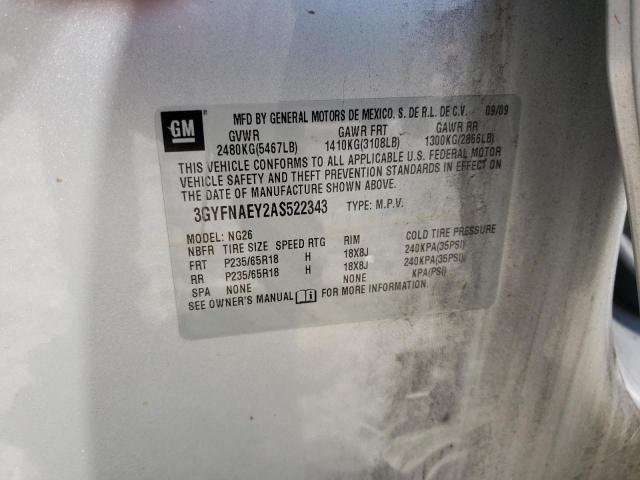 GM
MFD BY GENERAL MOTORS DE MEXICO, S. DE R.L. DE C.V. 09/09
GVWR GAWR FRT GAWR RR
2480KG(5467LB) 1410KG(3108LB) 1300KG(2866LB)
THIS VEHICLE CONFORMS TO ALL APPLICABLE U.S. FEDERAL MOTOR
VEHICLE SAFETY AND THEFT PREVENTION STANDARDS IN EFFECT ON
THE DATE OF MANUFACTURE SHOWN ABOVE.
3GYFNAEY2AS522343 TYPE: M.P.V.
MODEL: NG26
NBFR TIRE SIZE SPEED RTG RIM COLD TIRE PRESSURE
FRT P235/65R18 H 18X8J 240KPA(35PSI)
RR P235/65R18 H 18X8J 240KPA(35PSI)
SPA NONE NONE KPA(PSI)
SEE OWNER'S MANUAL i FOR MORE INFORMATION.